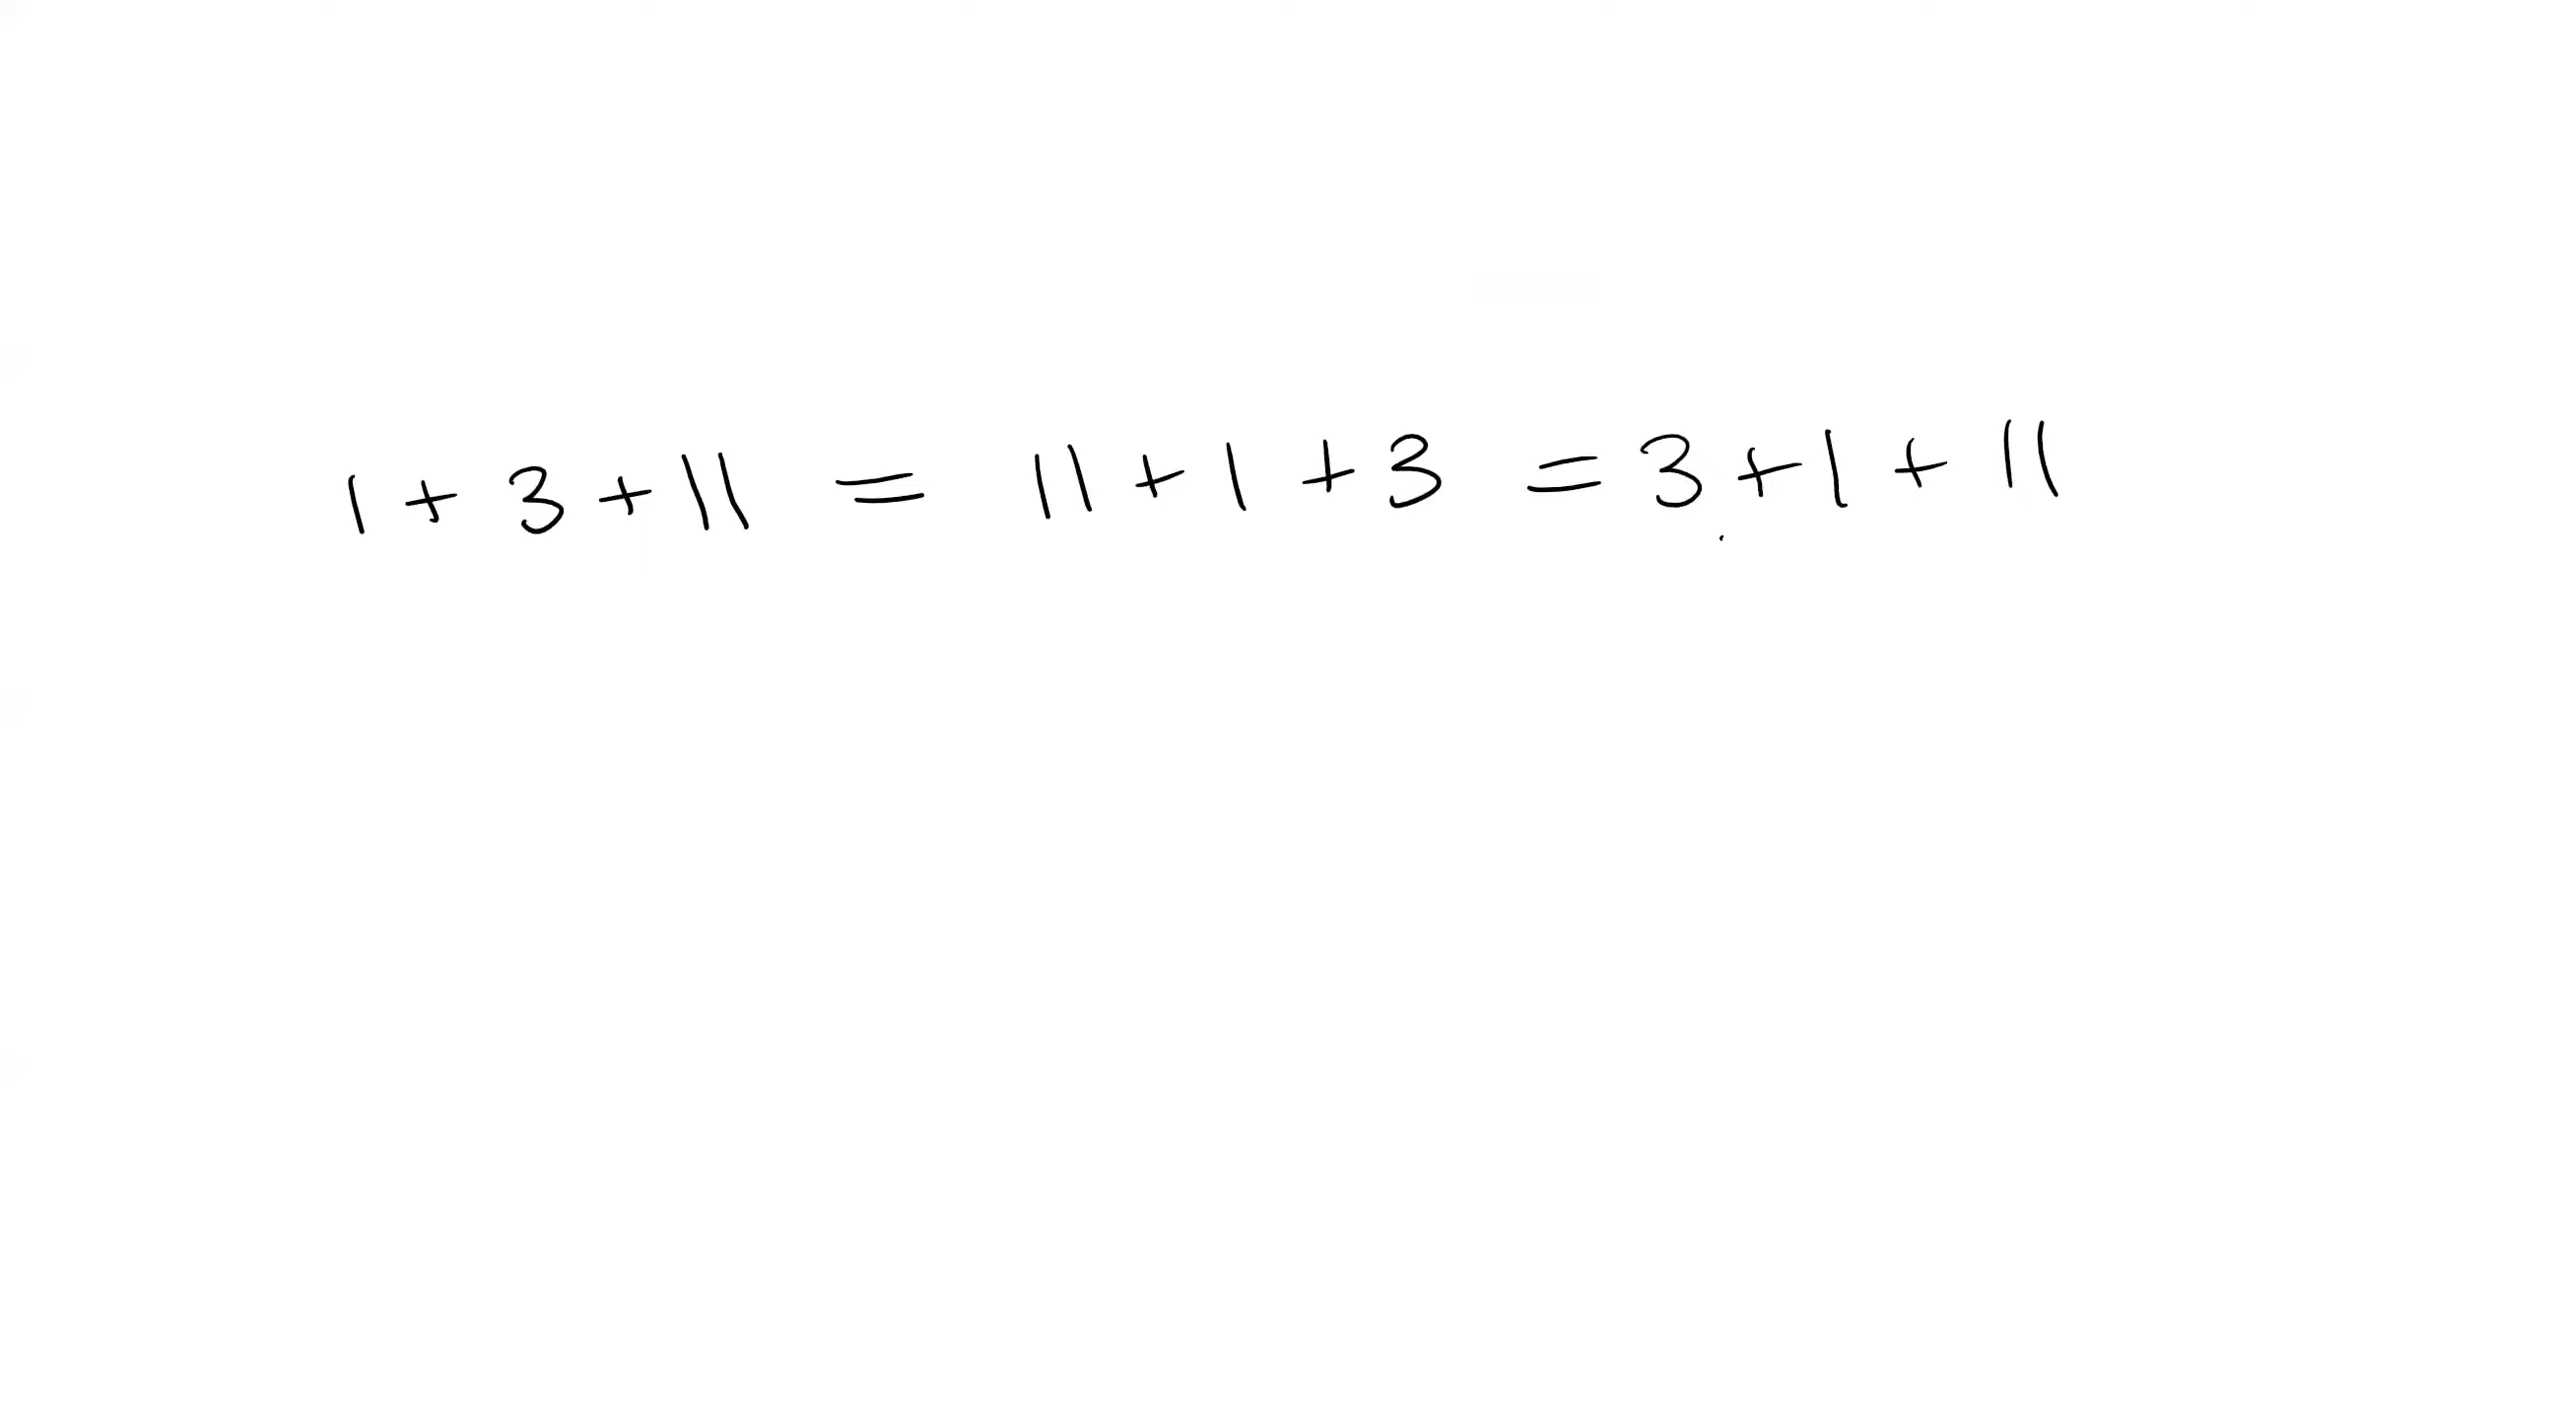 1 + 3 + 11 = 11 + 1 + 3 = 3 + 1 + 11